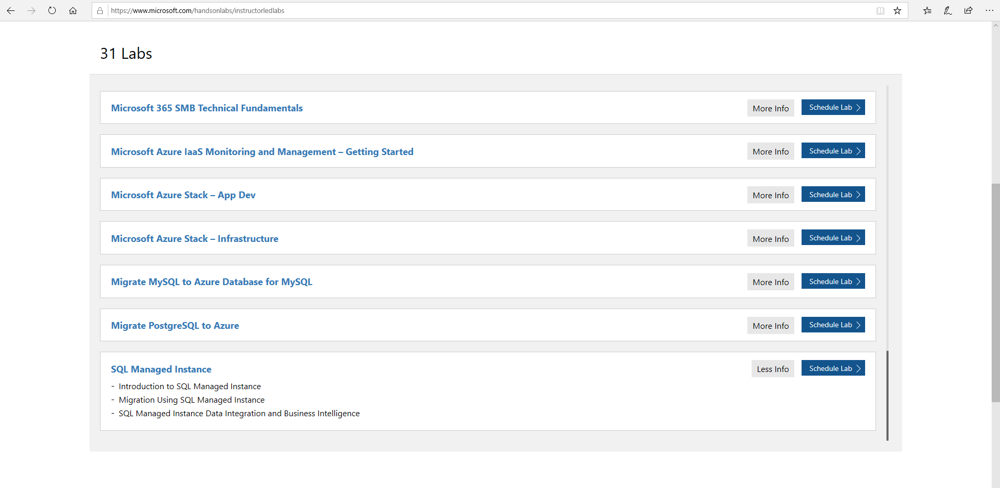 https://www.microsoft.com/handsonlabs/instructorledlabs
31 Labs
Microsoft 365 SMB Technical Fundamentals More Info Schedule Lab
Microsoft Azure IaaS Monitoring and Management – Getting Started More Info Schedule Lab
Microsoft Azure Stack – App Dev More Info Schedule Lab
Microsoft Azure Stack – Infrastructure More Info Schedule Lab
Migrate MySQL to Azure Database for MySQL More Info Schedule Lab
Migrate PostgreSQL to Azure More Info Schedule Lab
SQL Managed Instance Less Info Schedule Lab
- Introduction to SQL Managed Instance
- Migration Using SQL Managed Instance
- SQL Managed Instance Data Integration and Business Intelligence